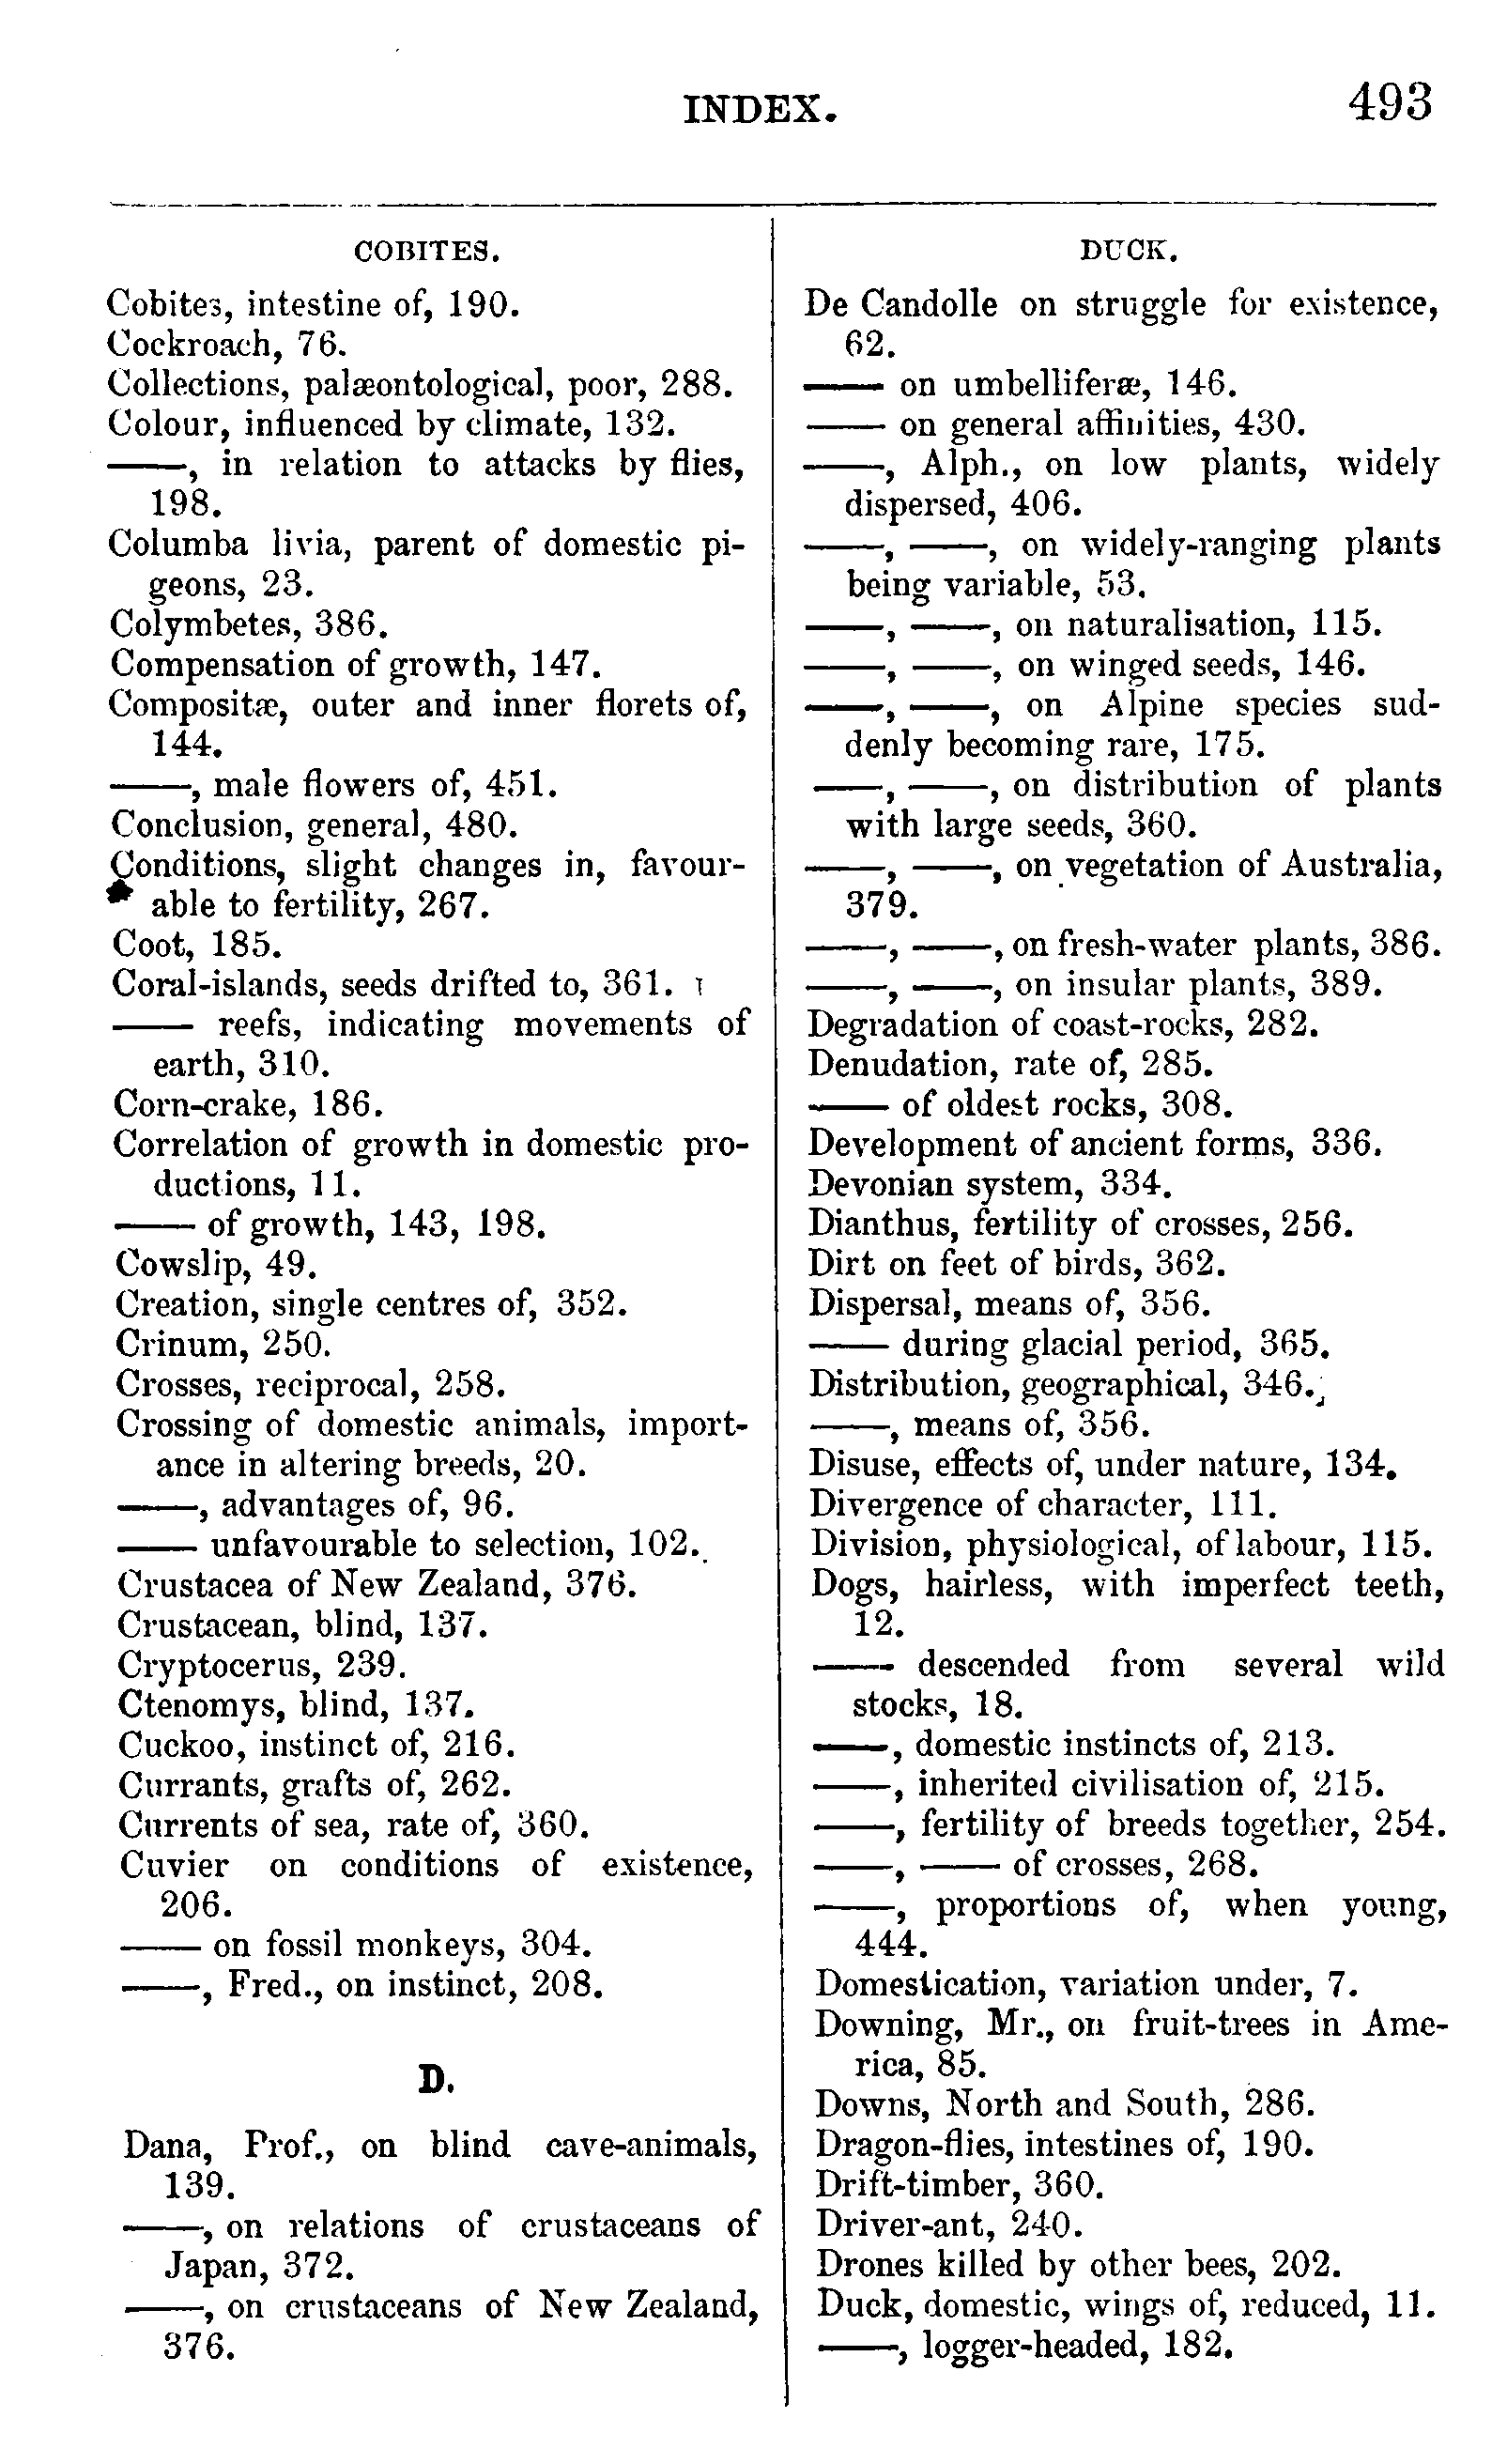 INDEX. 493
COBITES.
Cobites, intestine of, 190.
Cockroach, 76.
Collections, palæontological, poor, 288.
Colour, influenced by climate, 132.
——, in relation to attacks by flies,
198.
Columba livia, parent of domestic pi-
geons, 23.
Colymbetes, 386.
Compensation of growth, 147.
Compositæ, outer and inner florets of,
144.
——, male flowers of, 451.
Conclusion, general, 480.
Conditions, slight changes in, favour-
able to fertility, 267.
Coot, 185.
Coral-islands, seeds drifted to, 361.
—— reefs, indicating movements of
earth, 310.
Corn-crake, 186.
Correlation of growth in domestic pro-
ductions, 11.
—— of growth, 143, 198.
Cowslip, 49.
Creation, single centres of, 352.
Crinum, 250.
Crosses, reciprocal, 258.
Crossing of domestic animals, import-
ance in altering breeds, 20.
——, advantages of, 96.
—— unfavourable to selection, 102.
Crustacea of New Zealand, 376.
Crustacean, blind, 137.
Cryptocerus, 239.
Ctenomys, blind, 137.
Cuckoo, instinct of, 216.
Currants, grafts of, 262.
Currents of sea, rate of, 360.
Cuvier on conditions of existence,
206.
—— on fossil monkeys, 304.
——, Fred., on instinct, 208.
D.
Dana, Prof., on blind cave-animals,
139.
——, on relations of crustaceans of
Japan, 372.
——, on crustaceans of New Zealand,
376.
DUCK.
De Candolle on struggle for existence,
62.
—— on umbelliferæ, 146.
—— on general affinities, 430.
——, Alph., on low plants, widely
dispersed, 406.
——, ——, on widely-ranging plants
being variable, 53.
——, ——, on naturalisation, 115.
——, ——, on winged seeds, 146.
——, ——, on Alpine species sud-
denly becoming rare, 175.
——, ——, on distribution of plants
with large seeds, 360.
——, ——, on vegetation of Australia,
379.
——, ——, on fresh-water plants, 386.
——, ——, on insular plants, 389.
Degradation of coast-rocks, 282.
Denudation, rate of, 285.
—— of oldest rocks, 308.
Development of ancient forms, 336.
Devonian system, 334.
Dianthus, fertility of crosses, 256.
Dirt on feet of birds, 362.
Dispersal, means of, 356.
—— during glacial period, 365.
Distribution, geographical, 346.
——, means of, 356.
Disuse, effects of, under nature, 134.
Divergence of character, 111.
Division, physiological, of labour, 115.
Dogs, hairless, with imperfect teeth,
12.
—— descended from several wild
stocks, 18.
——, domestic instincts of, 213.
——, inherited civilisation of, 215.
——, fertility of breeds together, 254.
——, —— of crosses, 268.
——, proportions of, when young,
444.
Domestication, variation under, 7.
Downing, Mr., on fruit-trees in Ame-
rica, 85.
Downs, North and South, 286.
Dragon-flies, intestines of, 190.
Drift-timber, 360.
Driver-ant, 240.
Drones killed by other bees, 202.
Duck, domestic, wings of, reduced, 11.
——, logger-headed, 182.